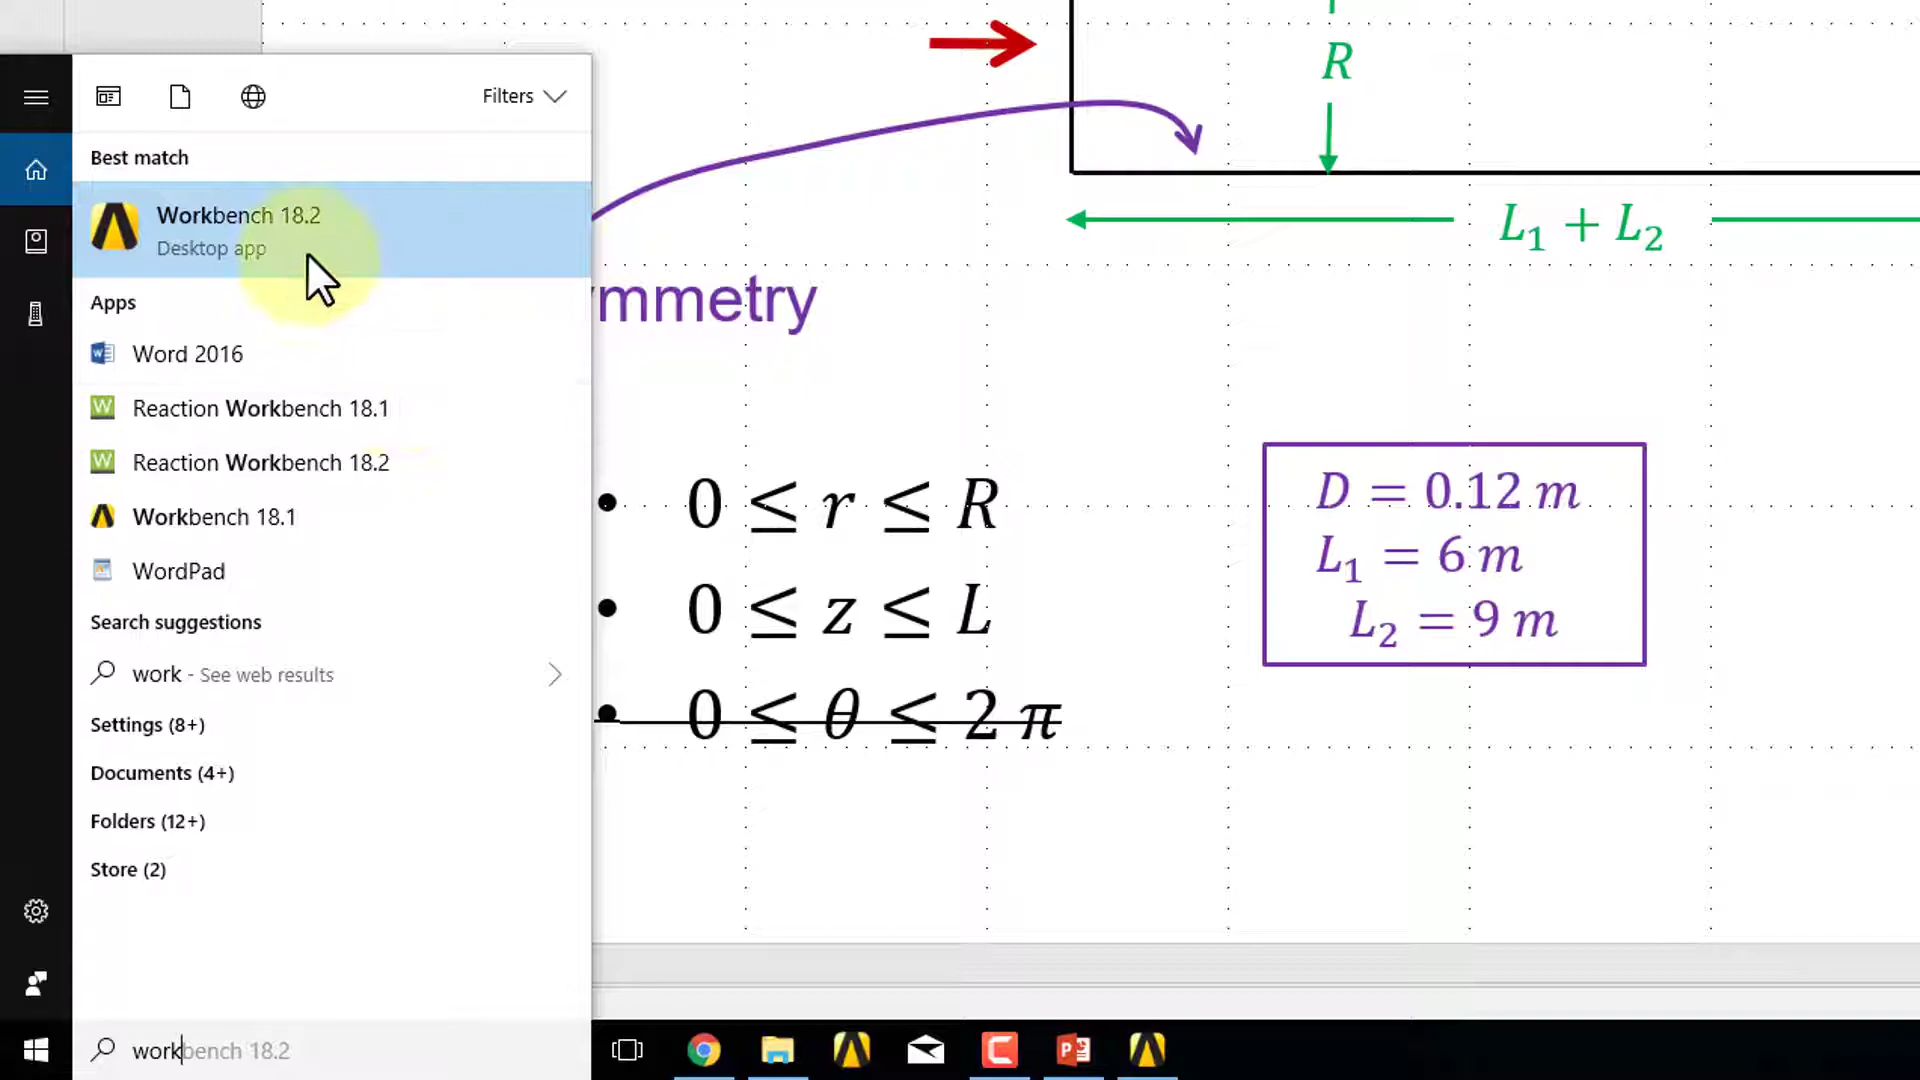 Filters
Best match
Workbench 18.2
Desktop app
Apps
Word 2016
Reaction Workbench 18.1
Reaction Workbench 18.2
Workbench 18.1
WordPad
Search suggestions
work - See web results
Settings (8+)
Documents (4+)
Folders (12+)
Store (2)
workbench 18.2
R
L₁ + L₂
mmetry
• 0 ≤ r ≤ R
• 0 ≤ z ≤ L
• 0 ≤ θ ≤ 2 π
D = 0.12 m
L₁ = 6 m
L₂ = 9 m